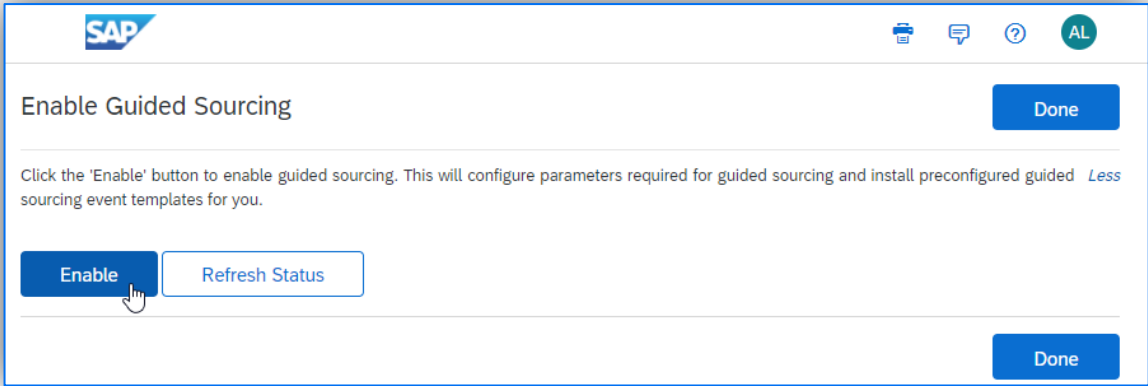 SAP
AL
Enable Guided Sourcing
Done
Click the 'Enable' button to enable guided sourcing. This will configure parameters required for guided sourcing and install preconfigured guided Less
sourcing event templates for you.
Enable
Refresh Status
Done